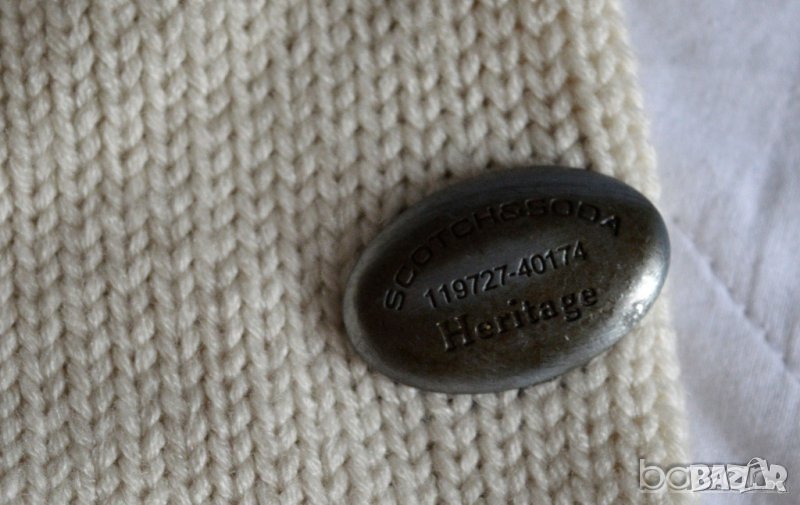 SCOTCH&SODA
119727-40174
Heritage
BAZAR